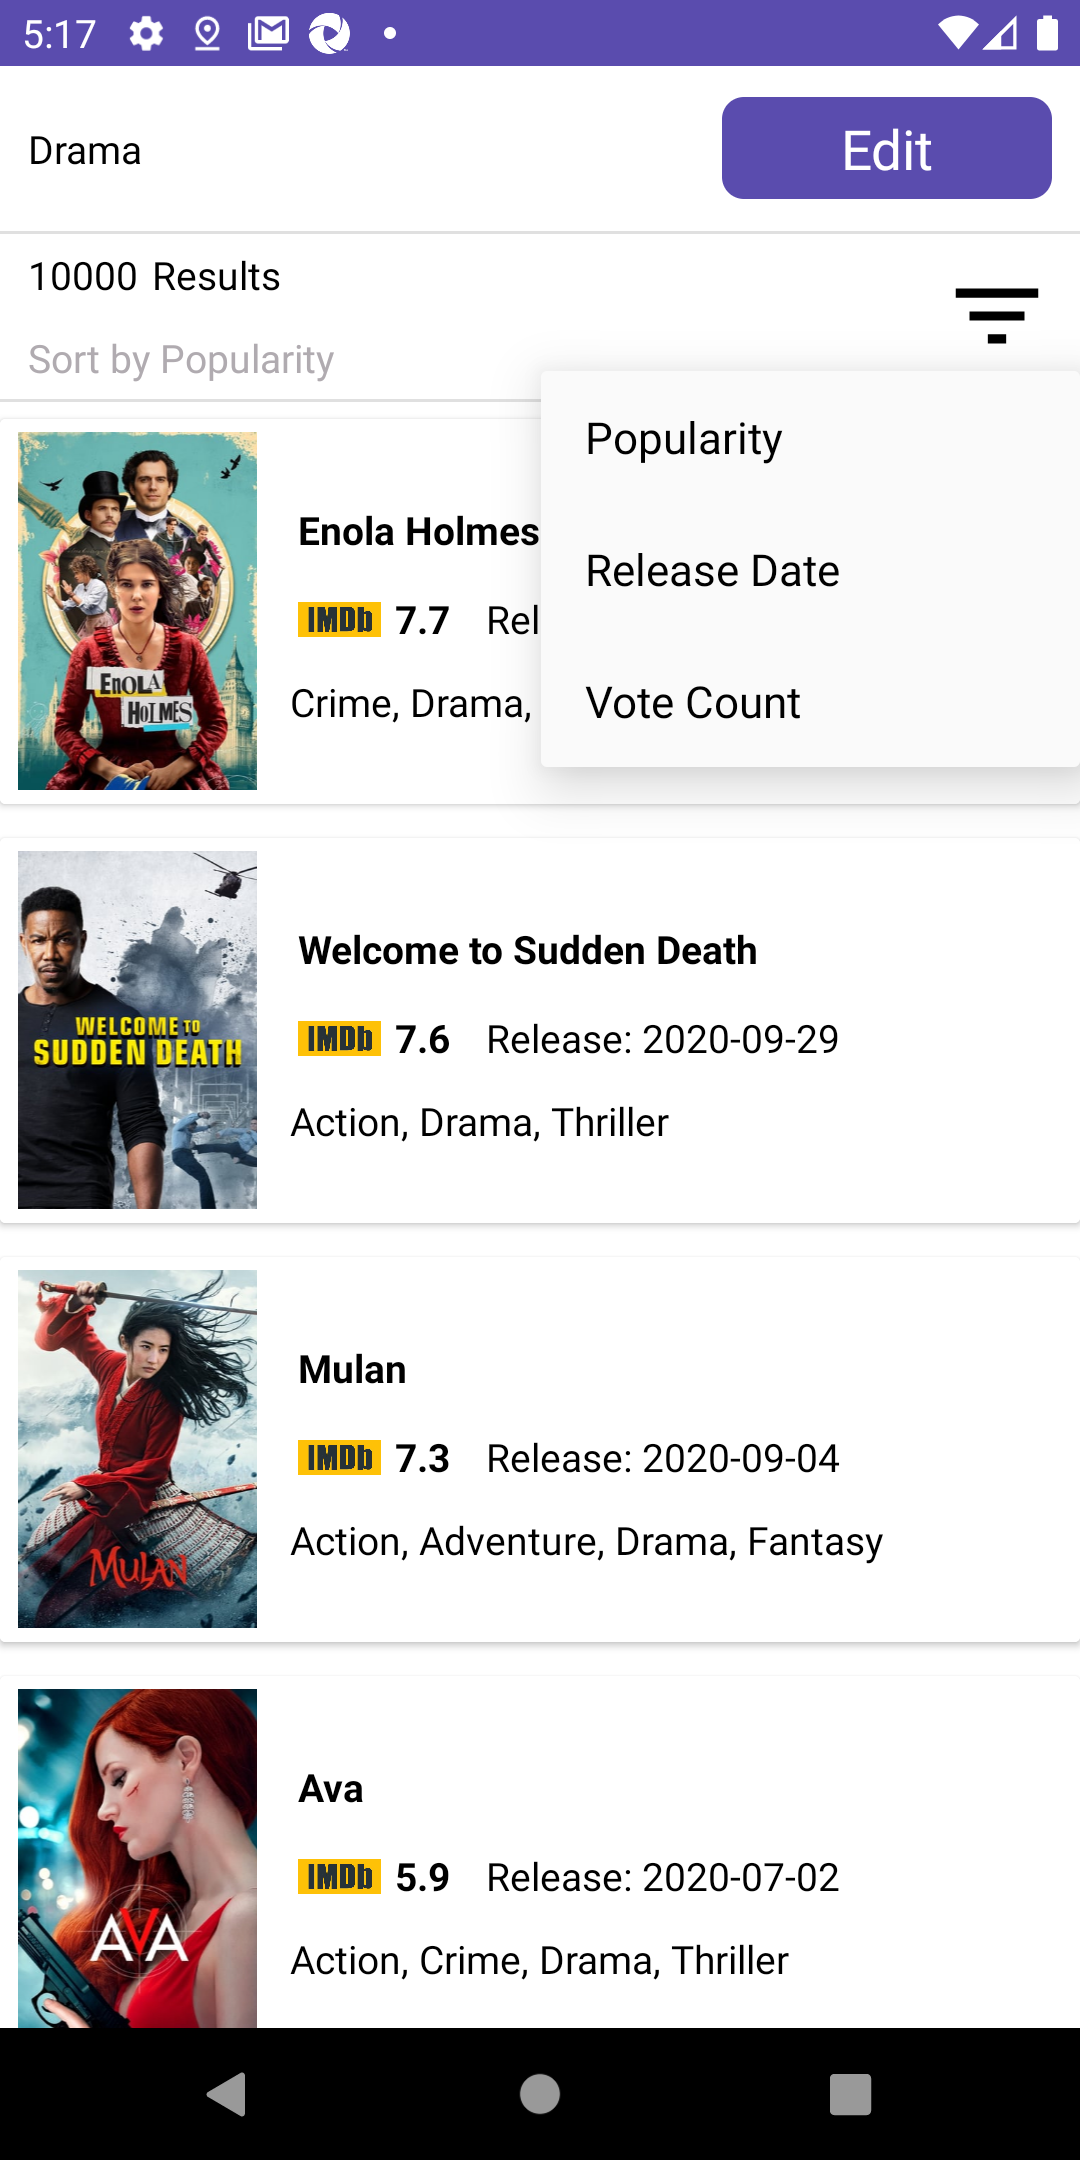 5:17
Drama
Edit
10000 Results
Sort by Popularity
Popularity
Release Date
Vote Count
Enola Holmes
IMDb 7.7 Rel
Crime, Drama,
ENOLA
HOLMES
Welcome to Sudden Death
IMDb 7.6 Release: 2020-09-29
Action, Drama, Thriller
WELCOME TO
SUDDEN DEATH
Mulan
IMDb 7.3 Release: 2020-09-04
Action, Adventure, Drama, Fantasy
MULAN
Ava
IMDb 5.9 Release: 2020-07-02
Action, Crime, Drama, Thriller
AVA